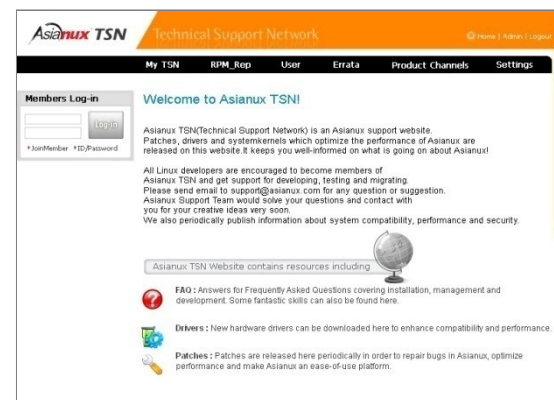 Asianux TSN
Technical Support Network
Home | Admin | Logout
My TSN RPM_Rep User Errata Product Channels Settings
Members Log-in
Log-In
*JoinMember *ID/Password
Welcome to Asianux TSN!
Asianux TSN(Technical Support Network) is an Asianux support website.
Patches, drivers and systemkernels which optimize the performance of Asianux are
released on this website.It keeps you well-informed on what is going on about Asianux!
All Linux developers are encouraged to become members of
Asianux TSN and get support for developing, testing and migrating.
Please send email to support@asianux.com for any question or suggestion.
Asianux Support Team would solve your questions and contact with
you for your creative ideas very soon.
We also periodically publish information about system compatibility, performance and security.
Asianux TSN Website contains resources including
FAQ : Answers for Frequently Asked Questions covering installation, management and
development. Some fantastic skills can also be found here.
Drivers : New hardware drivers can be downloaded here to enhance compatibility and performance.
Patches : Patches are released here periodically in order to repair bugs in Asianux, optimize
performance and make Asianux an ease-of-use platform.